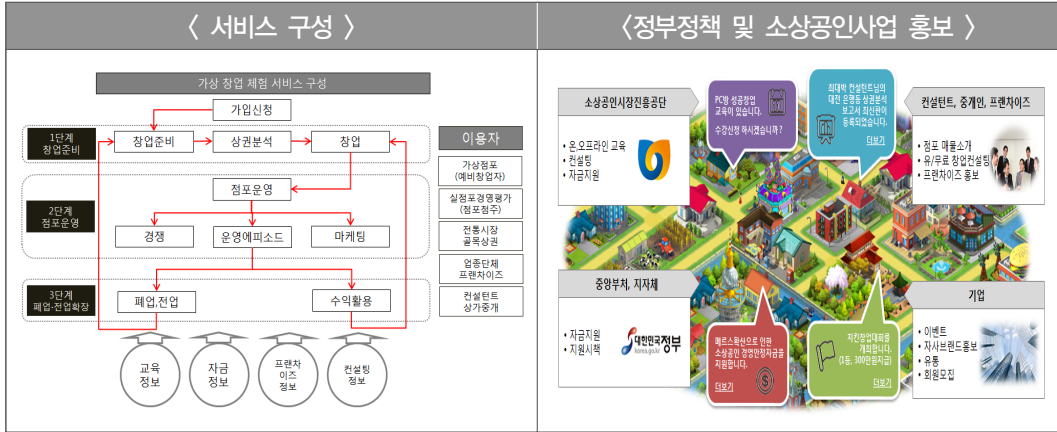 〈 서비스 구성 〉
가상 창업 체험 서비스 구성
가입신청
1단계
창업준비
창업준비
상권분석
창업
2단계
점포운영
점포운영
경쟁
운영에피소드
마케팅
3단계
폐업·전업확장
폐업,전업
수익활용
교육
정보
자금
정보
프랜차
이즈
정보
컨설팅
정보
이용자
가상점포
(예비창업자)
실점포경영평가
(점포점주)
전통시장
골목상권
업종단체
프랜차이즈
컨설턴트
상가중개
〈정부정책 및 소상공인사업 홍보 〉
소상공인시장진흥공단
• 온,오프라인 교육
• 컨설팅
• 자금지원
PC방 성공창업
교육이 있습니다.
수강신청 하시겠습니까 ?
최대박 컨설턴트님의
대전 은행동 상권분석
보고서 최신판이
등록되었습니다.
더보기
컨설턴트, 중개인, 프랜차이즈
• 점포 매물소개
• 유/무료 창업컨설팅
• 프랜차이즈 홍보
중앙부처, 지자체
• 자금지원
• 지원시책
대한민국정부
korea.go.kr
메르스확산으로 인한
소상공인 경영안정자금을
지원합니다.
더보기
치킨창업대회를
개최합니다.
(1등, 300만원지급)
더보기
기업
• 이벤트
• 자사브랜드홍보
• 유통
• 회원모집